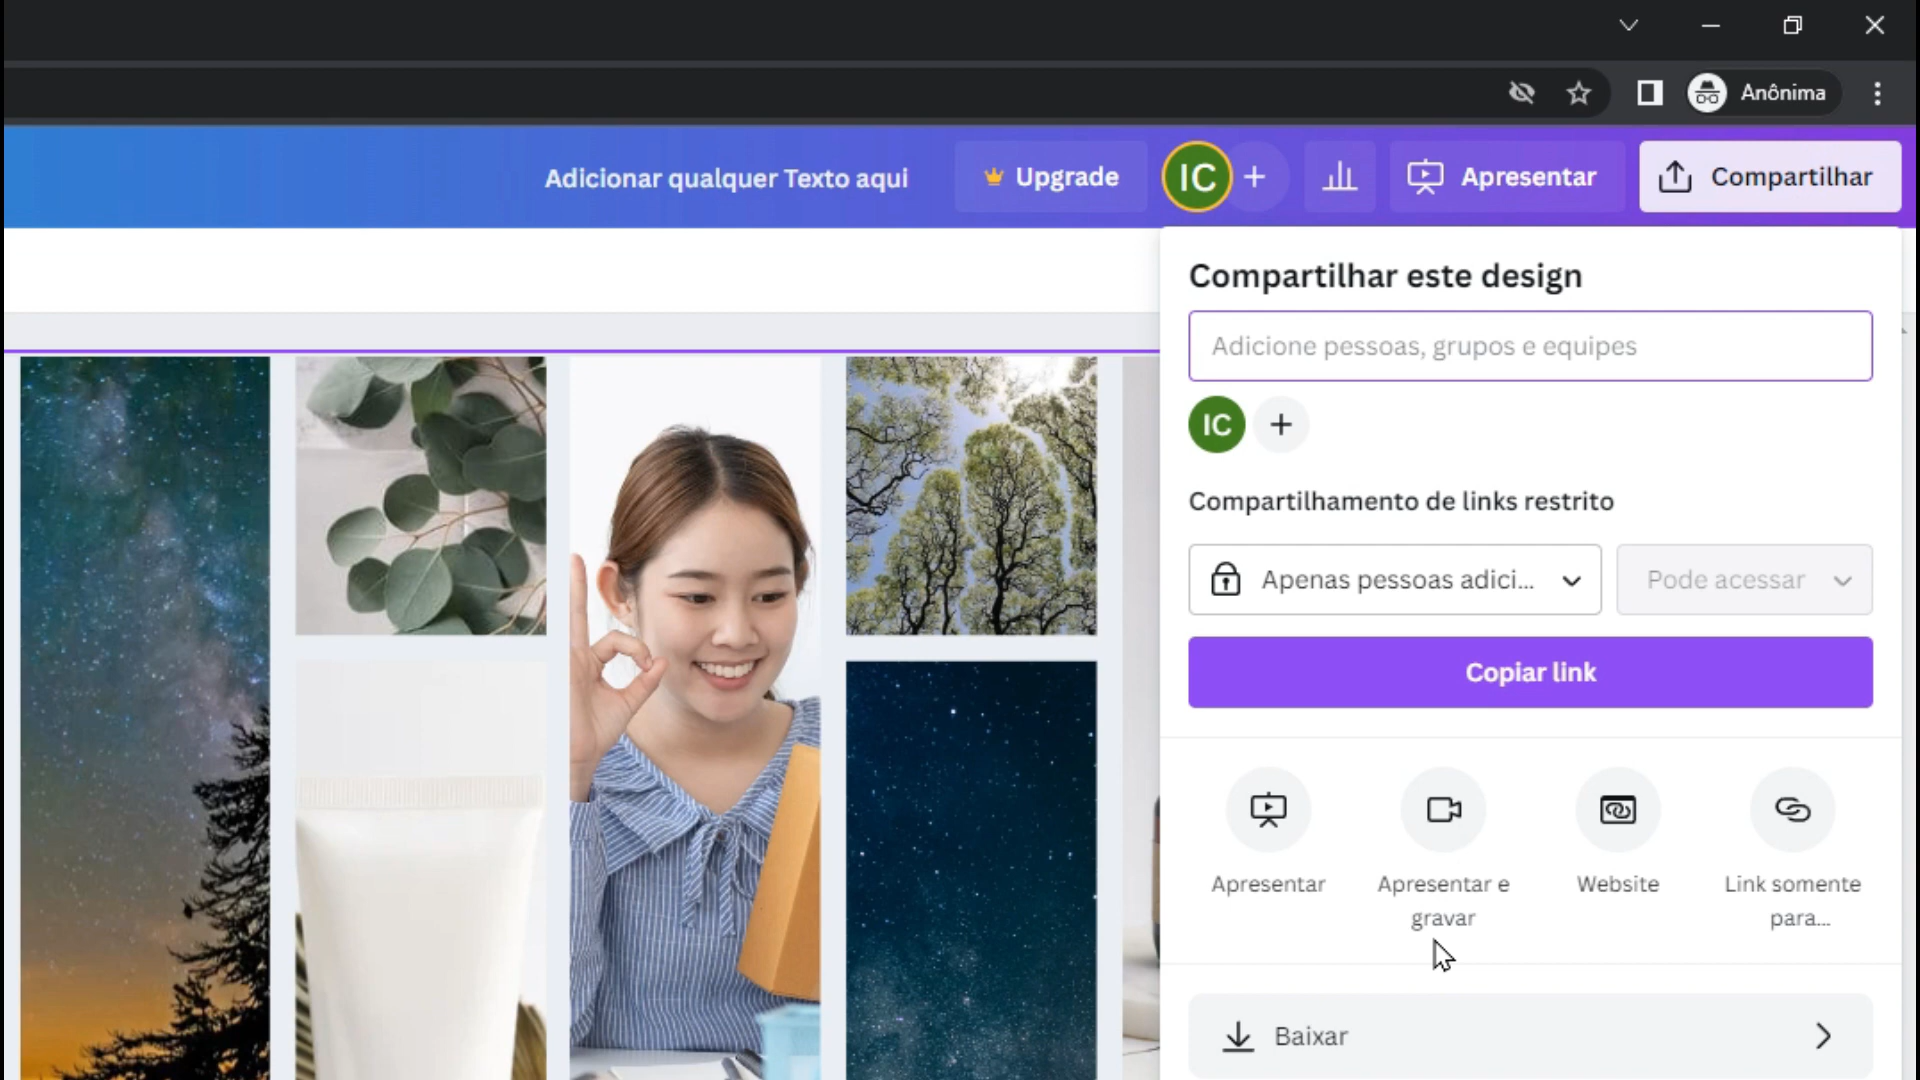 Anônima
Adicionar qualquer Texto aqui
Upgrade
IC
Apresentar
Compartilhar
Compartilhar este design
Adicione pessoas, grupos e equipes
IC
Compartilhamento de links restrito
Apenas pessoas adici...
Pode acessar
Copiar link
Apresentar
Apresentar e
gravar
Website
Link somente
para...
Baixar